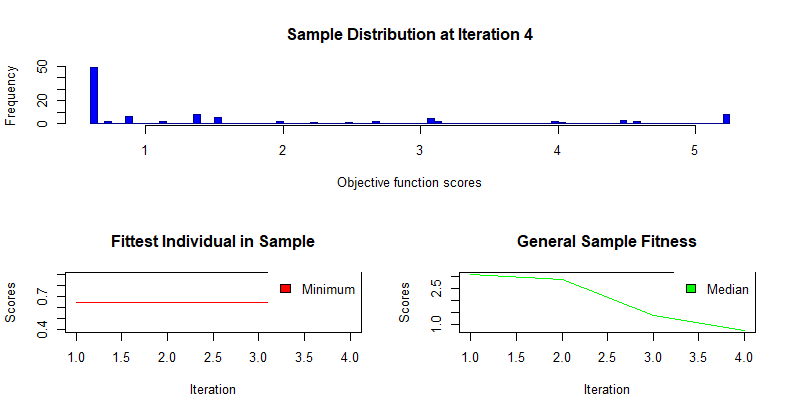 Sample Distribution at Iteration 4
Frequency
50
20
0
1 2 3 4 5
Objective function scores
Fittest Individual in Sample
Scores
0.7
0.4
Minimum
1.0 1.5 2.0 2.5 3.0 3.5 4.0
Iteration
General Sample Fitness
Scores
2.5
1.0
Median
1.0 1.5 2.0 2.5 3.0 3.5 4.0
Iteration